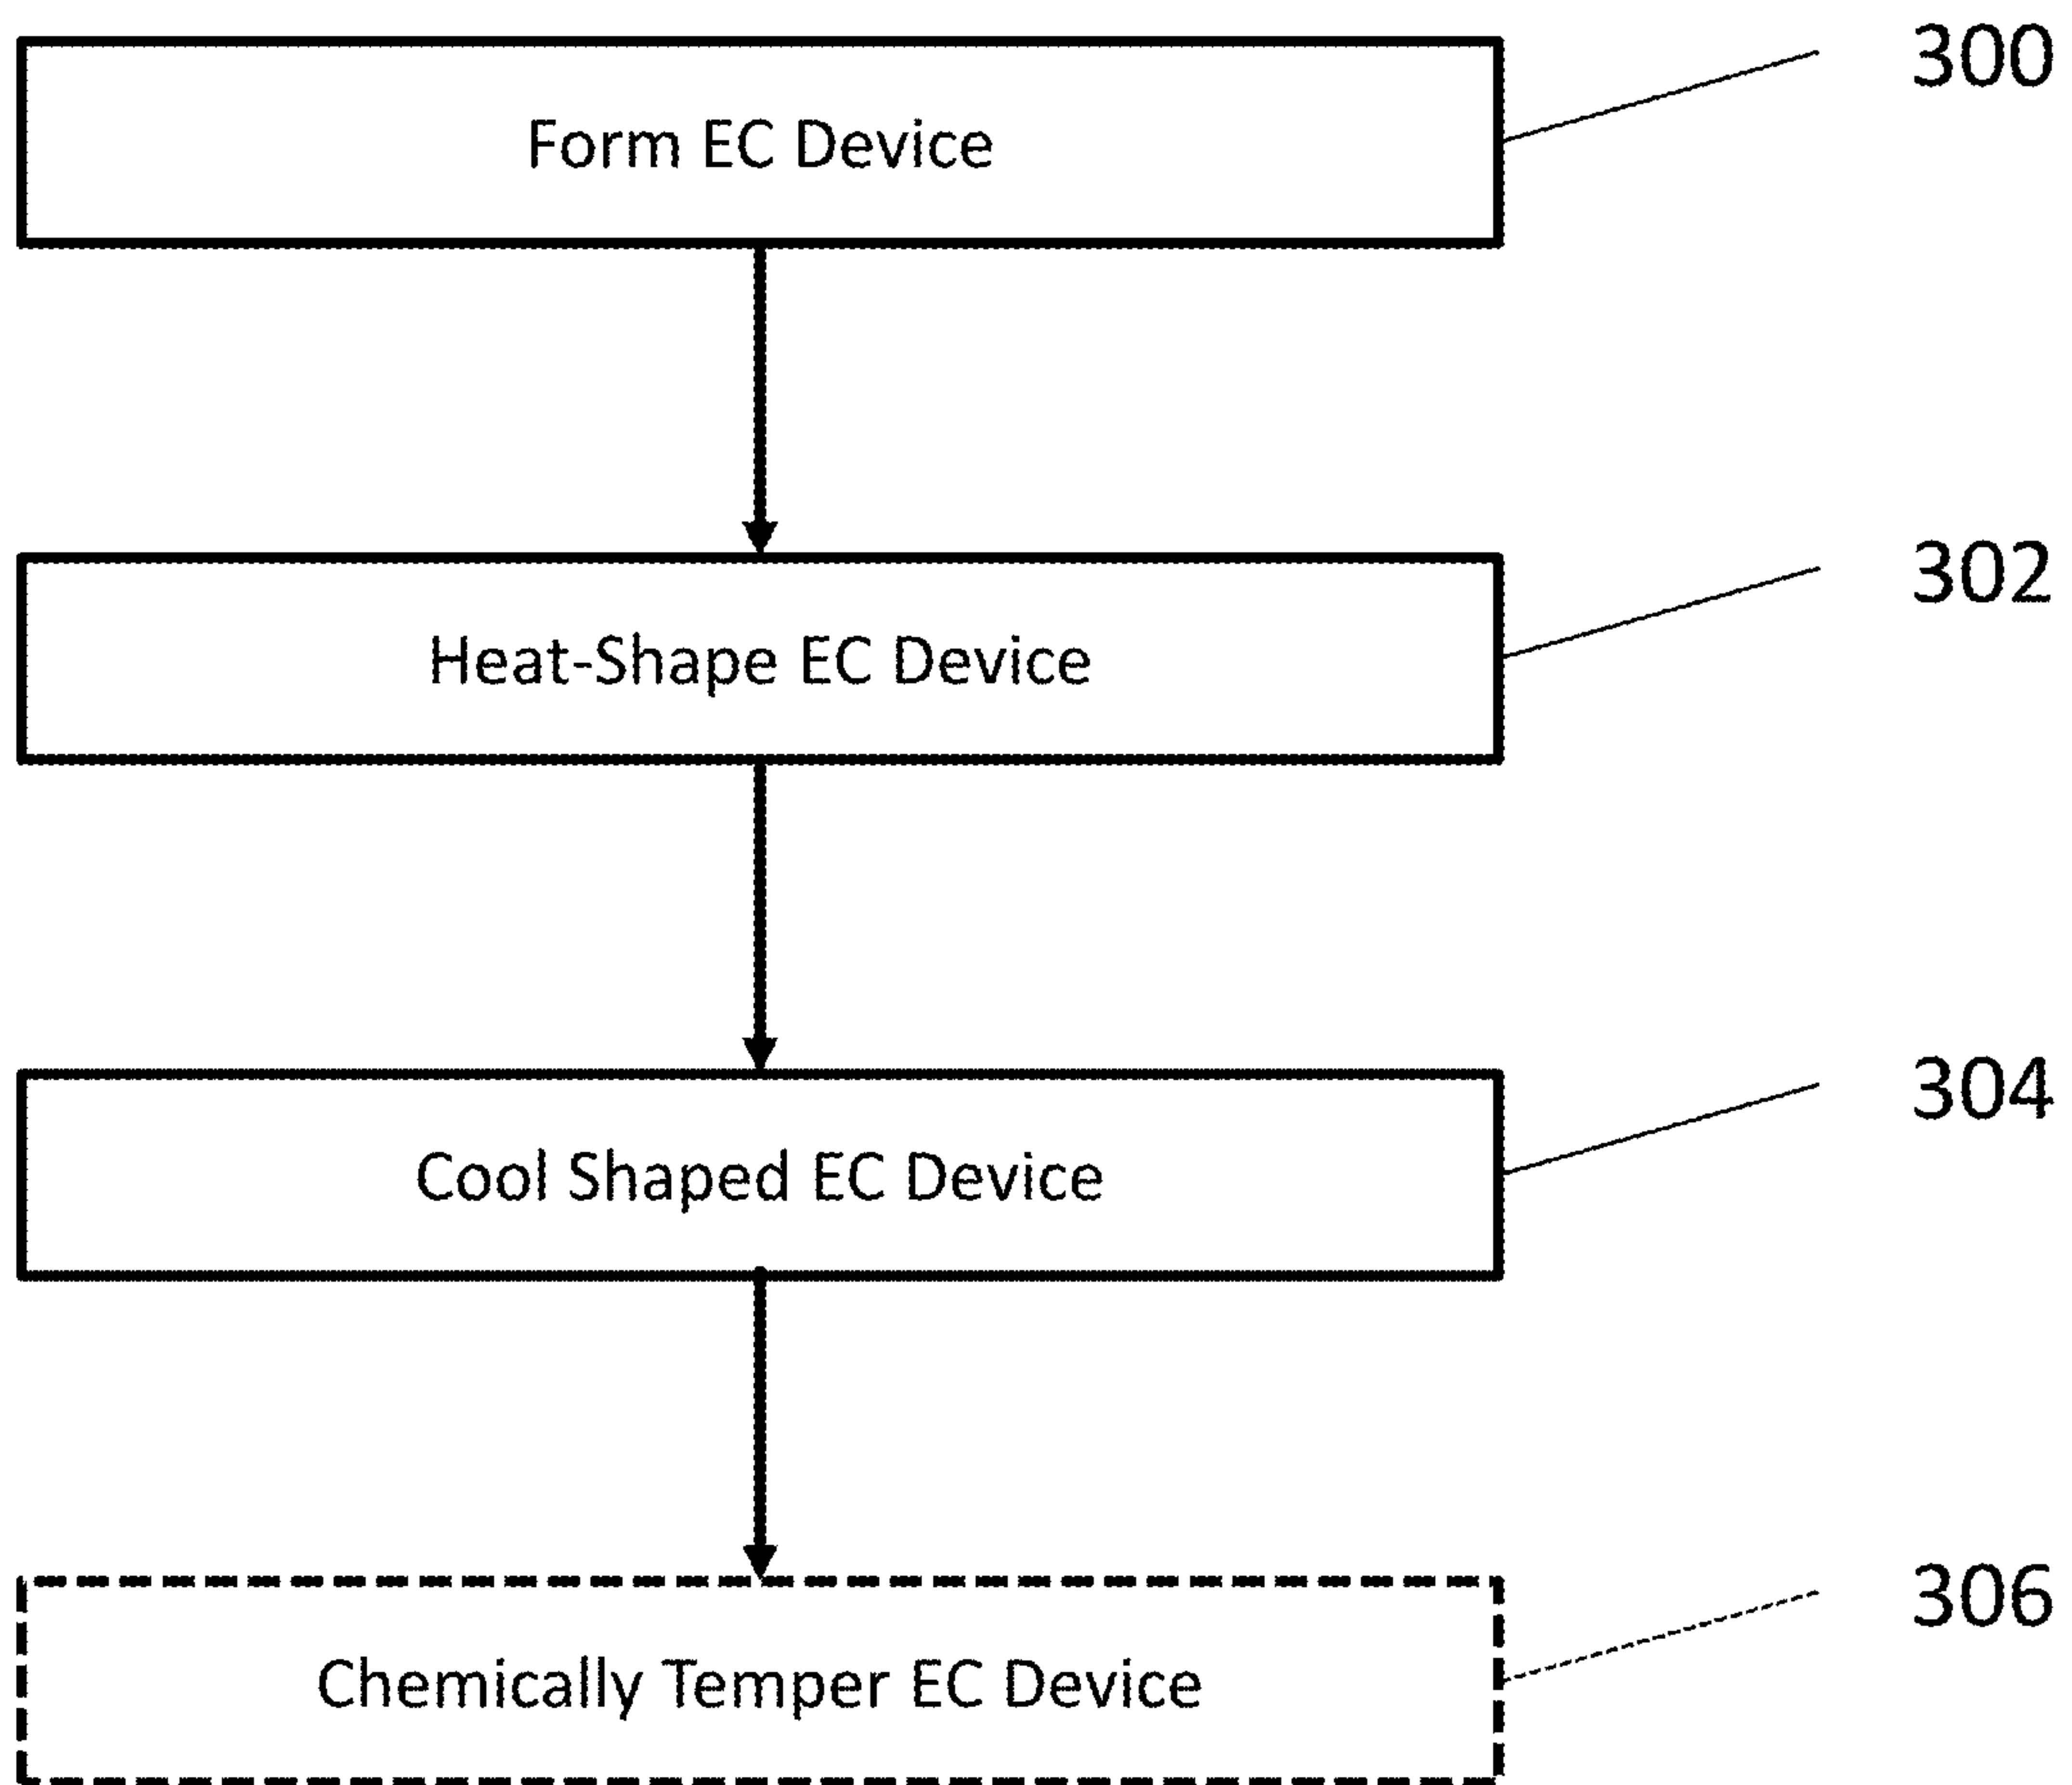 Form EC Device
300
Heat-Shape EC Device
302
Cool Shaped EC Device
304
Chemically Temper EC Device
306